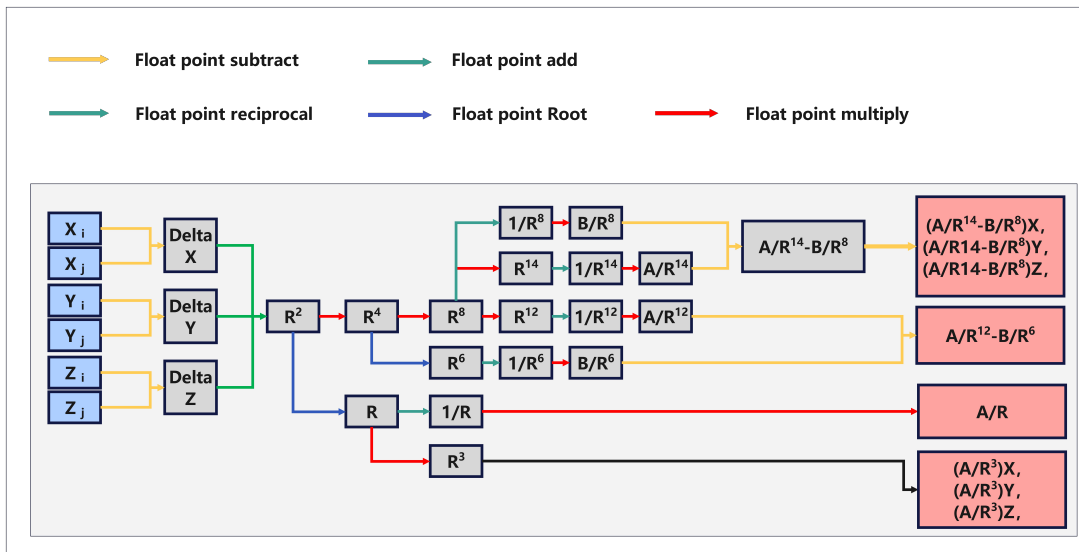 Float point subtract
Float point add
Float point reciprocal
Float point Root
Float point multiply
X i
X j
Y i
Y j
Z i
Z j
Delta
X
Delta
Y
Delta
Z
R²
R⁴
R⁸
R
1/R
R³
1/R⁸
B/R⁸
R¹⁴
1/R¹⁴
A/R¹⁴
R¹²
1/R¹²
A/R¹²
R⁶
1/R⁶
B/R⁶
A/R¹⁴-B/R⁸
(A/R¹⁴-B/R⁸)X,
(A/R14-B/R⁸)Y,
(A/R14-B/R⁸)Z,
A/R¹²-B/R⁶
A/R
(A/R³)X,
(A/R³)Y,
(A/R³)Z,